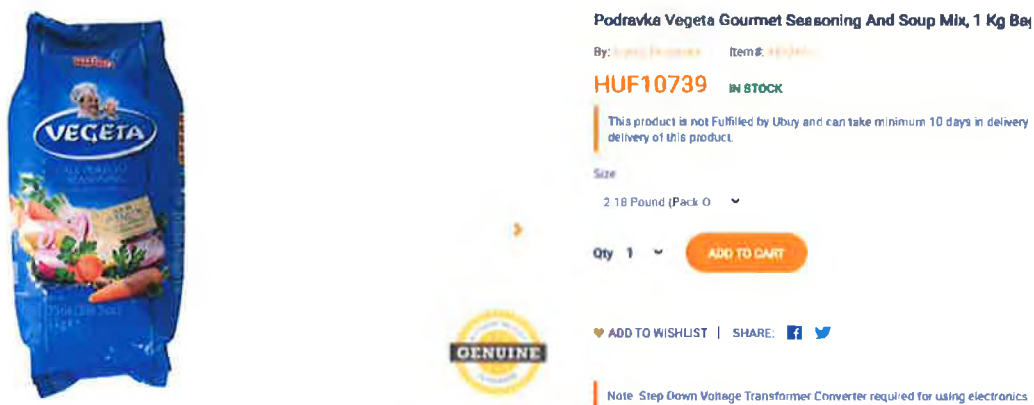 Podravka Vegeta Gourmet Seasoning And Soup Mix, 1 Kg Bag
By:
Item#:
HUF10739 IN STOCK
This product is not Fulfilled by Ubuy and can take minimum 10 days in delivery
delivery of this product.
Size
2.18 Pound (Pack O
Qty 1
ADD TO CART
ADD TO WISHLIST | SHARE:
Note Step Down Voltage Transformer Converter required for using electronics
VEGETA
ALL PURPOSE
SEASONING
GENUINE